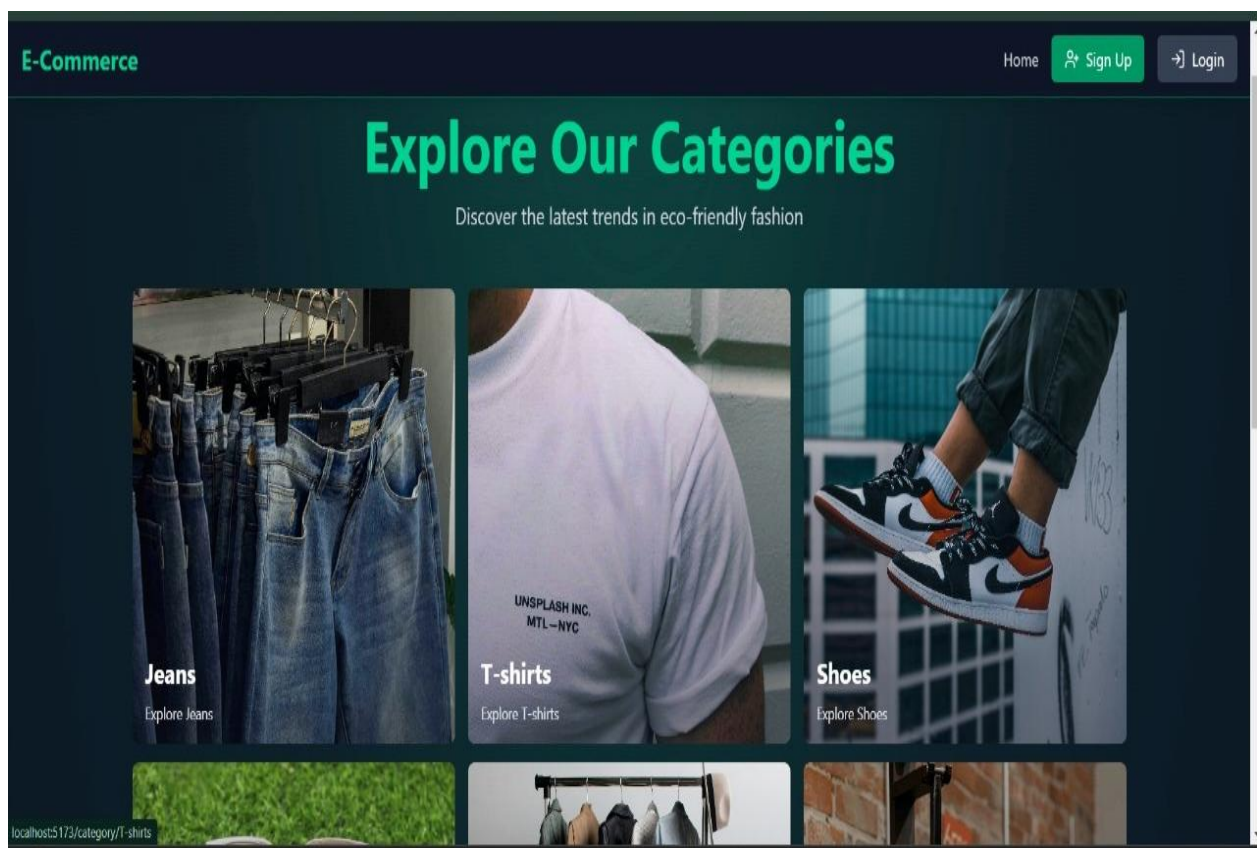 E-Commerce
Home
Sign Up
Login
Explore Our Categories
Discover the latest trends in eco-friendly fashion
UNSPLASH INC.
MTL—NYC
Jeans
Explore Jeans
T-shirts
Explore T-shirts
Shoes
Explore Shoes
localhost:5173/category/T-shirts